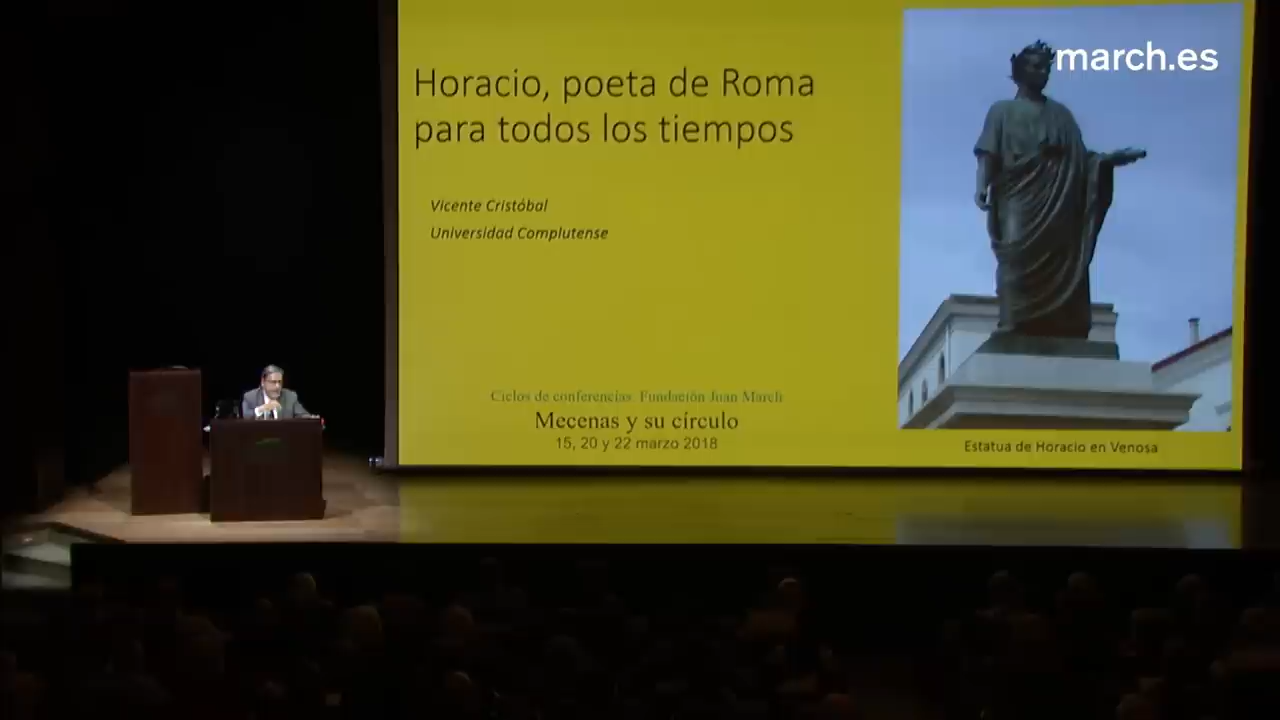 Horacio, poeta de Roma
para todos los tiempos
Vicente Cristóbal
Universidad Complutense
Ciclos de conferencias. Fundación Juan March
Mecenas y su círculo
15, 20 y 22 marzo 2018
march.es
Estatua de Horacio en Venosa